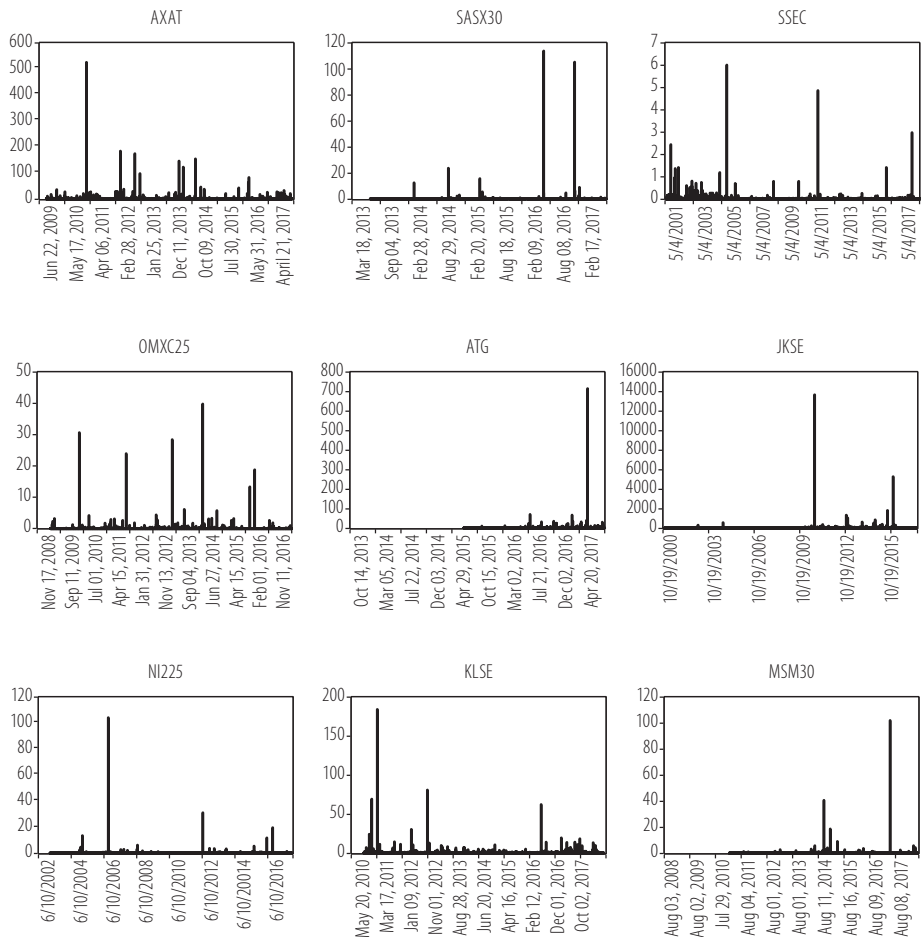 AXAT
600
500
400
300
200
100
0
Jun 22, 2009
May 17, 2010
Apr 06, 2011
Feb 28, 2012
Jan 25, 2013
Dec 11, 2013
Oct 09, 2014
Jul 30, 2015
May 31, 2016
April 21, 2017
SASX30
120
100
80
60
40
20
0
Mar 18, 2013
Sep 04, 2013
Feb 28, 2014
Aug 29, 2014
Feb 20, 2015
Aug 18, 2015
Feb 09, 2016
Aug 08, 2016
Feb 17, 2017
SSEC
7
6
5
4
3
2
1
0
5/4/2001
5/4/2003
5/4/2005
5/4/2007
5/4/2009
5/4/2011
5/4/2013
5/4/2015
5/4/2017
OMXC25
50
40
30
20
10
0
Nov 17, 2008
Sep 11, 2009
Jul 01, 2010
Apr 15, 2011
Jan 31, 2012
Nov 13, 2012
Sep 04, 2013
Jun 27, 2014
Apr 15, 2015
Feb 01, 2016
Nov 11, 2016
ATG
800
700
600
500
400
300
200
100
0
Oct 14, 2013
Mar 05, 2014
Jul 22, 2014
Dec 03, 2014
Apr 29, 2015
Oct 15, 2015
Mar 02, 2016
Jul 21, 2016
Dec 02, 2016
Apr 20, 2017
JKSE
16000
14000
12000
10000
8000
6000
4000
2000
0
10/19/2000
10/19/2003
10/19/2006
10/19/2009
10/19/2012
10/19/2015
NI225
120
100
80
60
40
20
0
6/10/2002
6/10/2004
6/10/2006
6/10/2008
6/10/2010
6/10/2012
6/10/20014
6/10/2016
KLSE
200
150
100
50
0
May 20, 2010
Mar 17, 2011
Jan 09, 2012
Nov 01, 2012
Aug 28, 2013
Jun 20, 2014
Apr 16, 2015
Feb 12, 2016
Dec 01, 2016
Oct 02, 2017
MSM30
120
100
80
60
40
20
0
Aug 03, 2008
Aug 02, 2009
Jul 29, 2010
Aug 04, 2011
Aug 01, 2012
Aug 01, 2013
Aug 11, 2014
Aug 16, 2015
Aug 09, 2016
Aug 08, 2017